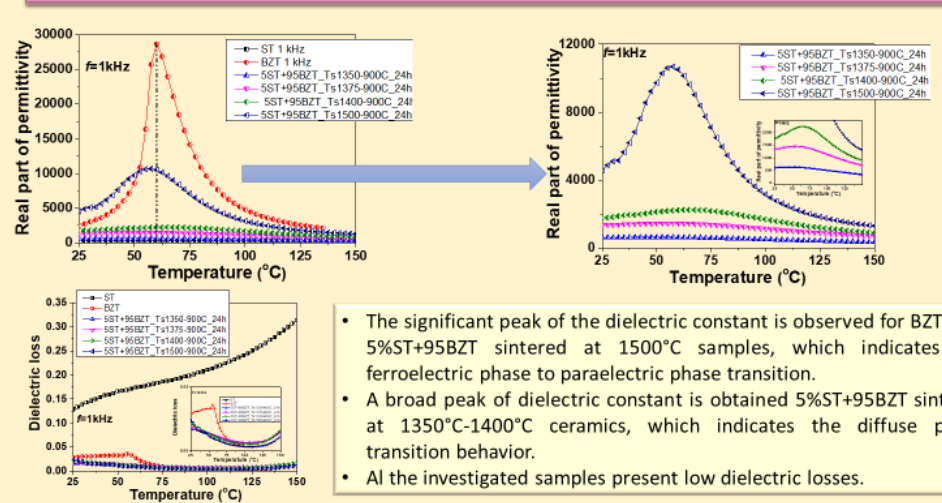 30000
25000
20000
15000
10000
5000
0
25 50 75 100 125 150
Real part of permittivity
Temperature (°C)
f=1kHz
ST 1 kHz
BZT 1 kHz
5ST+95BZT_Ts1350-900C_24h
5ST+95BZT_Ts1375-900C_24h
5ST+95BZT_Ts1400-900C_24h
5ST+95BZT_Ts1500-900C_24h
12000
8000
4000
0
25 50 75 100 125 150
Real part of permittivity
Temperature (°C)
f=1kHz
5ST+95BZT_Ts1350-900C_24h
5ST+95BZT_Ts1375-900C_24h
5ST+95BZT_Ts1400-900C_24h
5ST+95BZT_Ts1500-900C_24h
Real part of permittivity
Temperature (°C)
0.35
0.30
0.25
0.20
0.15
0.10
0.05
0.00
25 50 75 100 125 150
Dielectric loss
Temperature (°C)
f=1kHz
ST
BZT
5ST+95BZT_Ts1350-900C_24h
5ST+95BZT_Ts1375-900C_24h
5ST+95BZT_Ts1400-900C_24h
5ST+95BZT_Ts1500-900C_24h
Dielectric loss
Temperature (°C)
• The significant peak of the dielectric constant is observed for BZT
5%ST+95BZT sintered at 1500°C samples, which indicates
ferroelectric phase to paraelectric phase transition.
• A broad peak of dielectric constant is obtained 5%ST+95BZT sint
at 1350°C-1400°C ceramics, which indicates the diffuse p
transition behavior.
• Al the investigated samples present low dielectric losses.